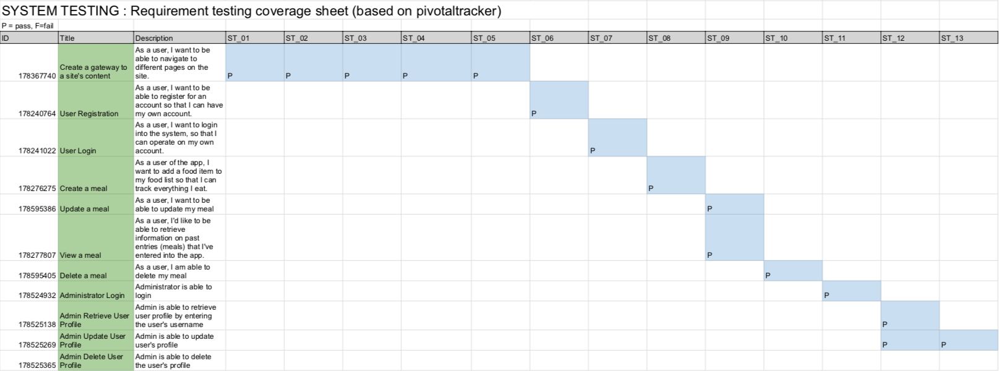 SYSTEM TESTING : Requirement testing coverage sheet (based on pivotaltracker)
P = pass, F=fail
ID Title Description ST_01 ST_02 ST_03 ST_04 ST_05 ST_06 ST_07 ST_08 ST_09 ST_10 ST_11 ST_12 ST_13
As a user, I want to be
able to navigate to
Create a gateway to different pages on the
178367740 a site's content site. P P P P P
As a user, I want to be
able to register for an
account so that I can have
178240764 User Registration my own account. P
As a user, I want to login
into the system, so that I
can operate on my own
178241022 User Login account. P
As a user of the app, I
want to add a food item to
my food list so that I can
178276275 Create a meal track everything I eat. P
As a user, I want to be
178595386 Update a meal able to update my meal P
As a user, I'd like to be
able to retrieve
information on past
entries (meals) that I've
178277807 View a meal entered into the app. P
As a user, I am able to
178595405 Delete a meal delete my meal P
Administrator is able to
178524932 Administrator Login login P
Admin is able to retrieve
Admin Retrieve User user profile by entering
178525138 Profile the user's username P
Admin Update User Admin is able to update
178525269 Profile user's profile P P
Admin Delete User Admin is able to delete
178525365 Profile the user's profile